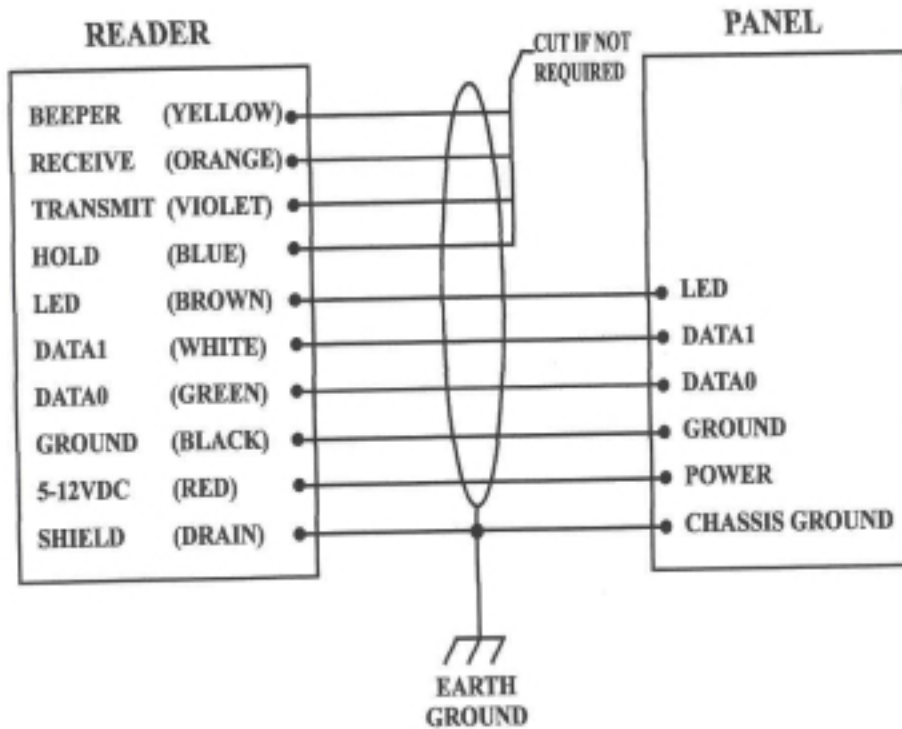 READER
PANEL
CUT IF NOT
REQUIRED
BEEPER (YELLOW)
RECEIVE (ORANGE)
TRANSMIT (VIOLET)
HOLD (BLUE)
LED (BROWN)
DATA1 (WHITE)
DATA0 (GREEN)
GROUND (BLACK)
5-12VDC (RED)
SHIELD (DRAIN)
LED
DATA1
DATA0
GROUND
POWER
CHASSIS GROUND
EARTH
GROUND